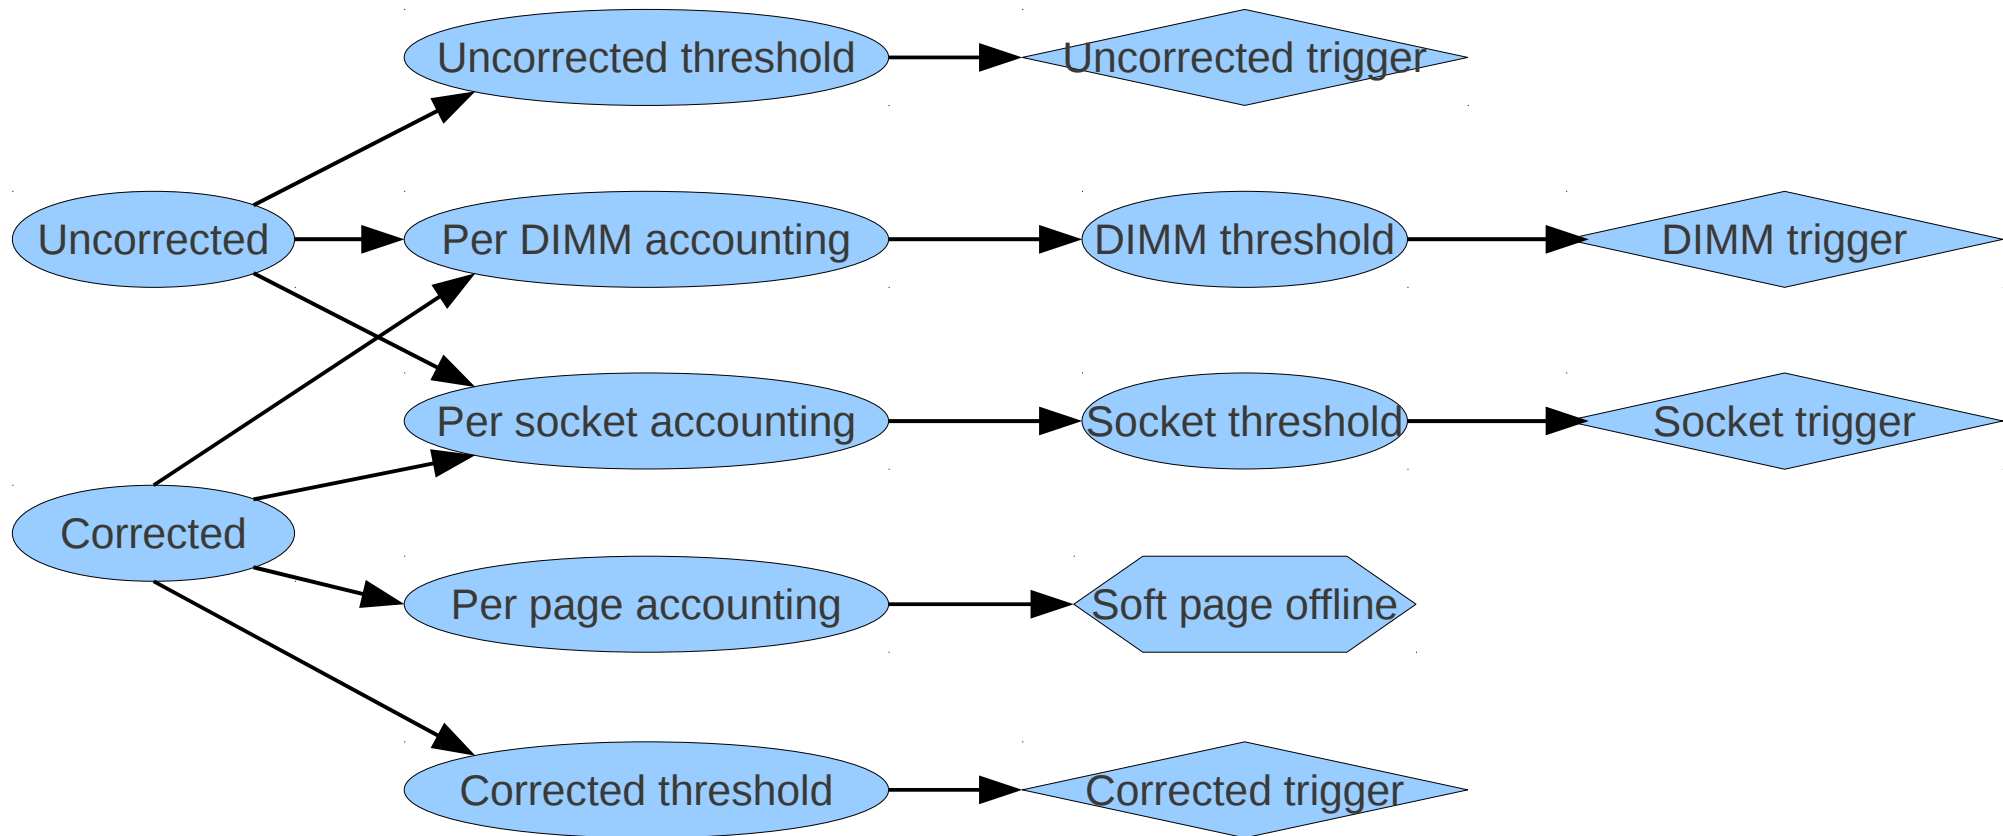 Uncorrected threshold
Uncorrected trigger
Uncorrected
Per DIMM accounting
DIMM threshold
DIMM trigger
Per socket accounting
Socket threshold
Socket trigger
Corrected
Per page accounting
Soft page offline
Corrected threshold
Corrected trigger